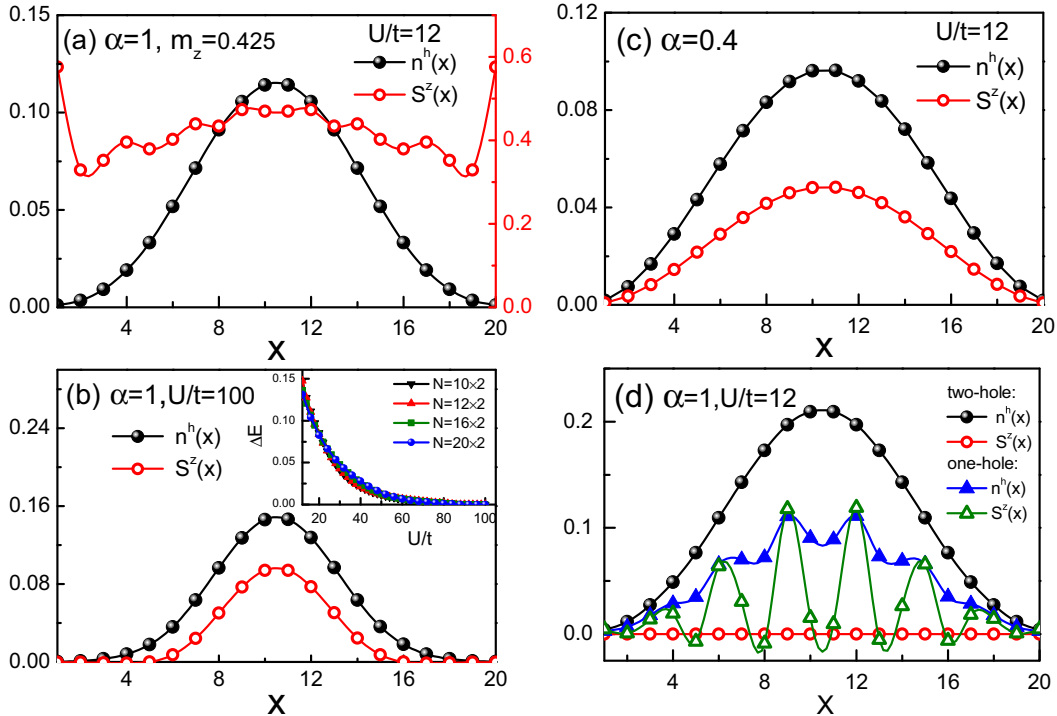 (a) α=1, m_z=0.425
U/t=12
n^h(x)
S^z(x)
0.15
0.10
0.05
0.00
0.6
0.4
0.2
0.0
4 8 12 16 20
X
(c) α=0.4
U/t=12
n^h(x)
S^z(x)
0.12
0.08
0.04
0.00
4 8 12 16 20
X
(b) α=1,U/t=100
n^h(x)
S^z(x)
0.24
0.16
0.08
0.00
4 8 12 16 20
X
ΔE
0.15
0.10
0.05
0.00
N=10×2
N=12×2
N=16×2
N=20×2
20 40 60 80 100
U/t
(d) α=1,U/t=12
two-hole:
n^h(x)
S^z(x)
one-hole:
n^h(x)
S^z(x)
0.2
0.1
0.0
4 8 12 16 20
X